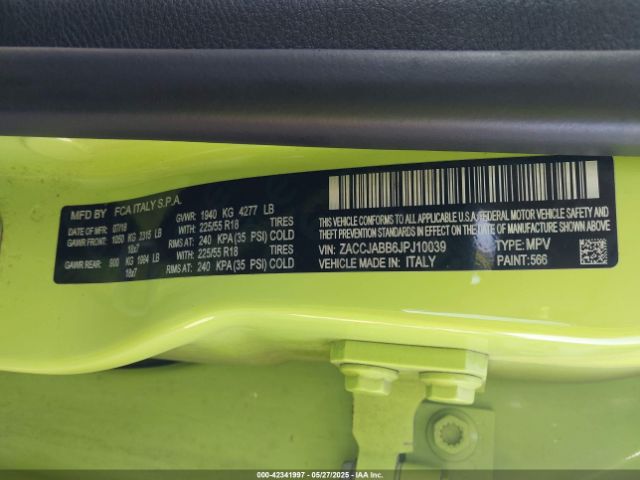 MFD BY FCA ITALY S.P.A.
DATE OF MFR: 07/18 GVWR: 1940 KG 4277 LB
GAWR FRONT: 1050 KG 2315 LB WITH 225/55 R18 TIRES
18x7 RIMS AT: 240 KPA (35 PSI) COLD
GAWR REAR: 900 KG 1984 LB WITH 225/55 R18 TIRES
18x7 RIMS AT: 240 KPA (35 PSI) COLD
THIS VEHICLE CONFORMS TO ALL APPLICABLE U.S.A. FEDERAL MOTOR VEHICLE SAFETY, BUMPER, AND
THEFT PREVENTION STANDARDS IN EFFECT ON THE DATE OF MANUFACTURE SHOWN ABOVE.
VIN: ZACCJABB6JPJ10039 TYPE: MPV
VEHICLE MADE IN: ITALY PAINT: 566
000-42341997 05/27/2025 IAAI Inc.